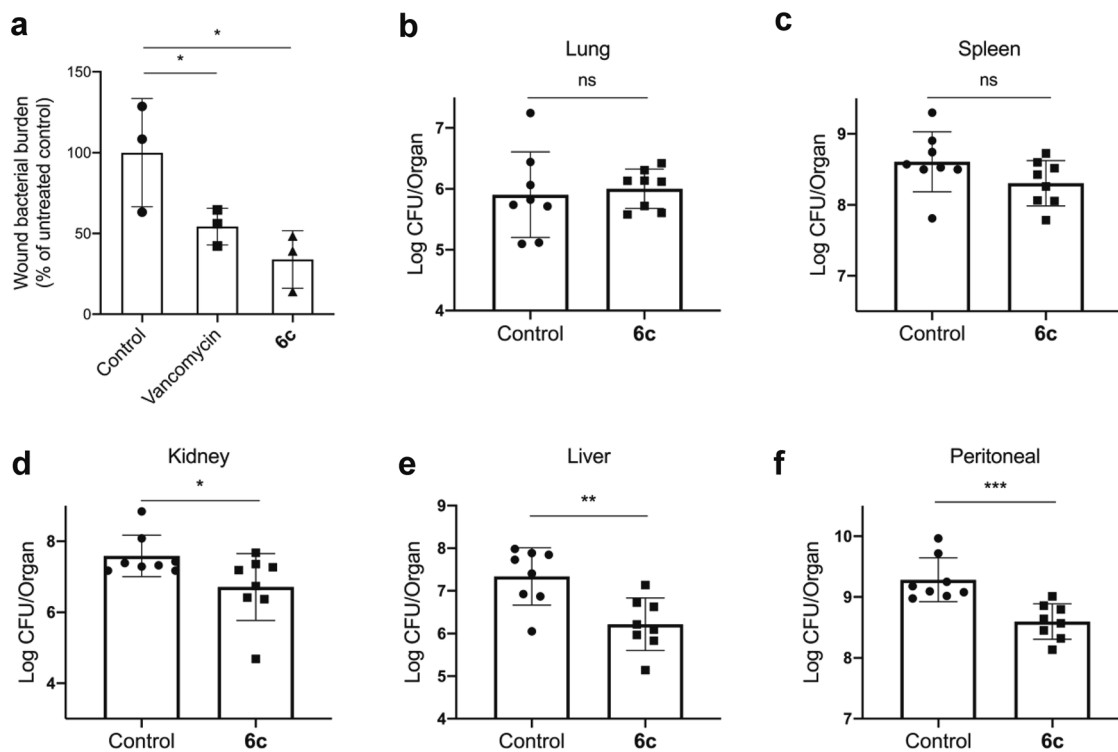 a
*
*
Wound bacterial burden
(% of untreated control)
150
100
50
0
Control
Vancomycin
6c
b
Lung
ns
Log CFU/Organ
7
6
5
4
Control
6c
c
Spleen
ns
Log CFU/Organ
9
8
7
Control
6c
d
Kidney
*
Log CFU/Organ
8
6
4
Control
6c
e
Liver
**
Log CFU/Organ
9
8
7
6
5
4
Control
6c
f
Peritoneal
***
Log CFU/Organ
10
9
8
7
Control
6c